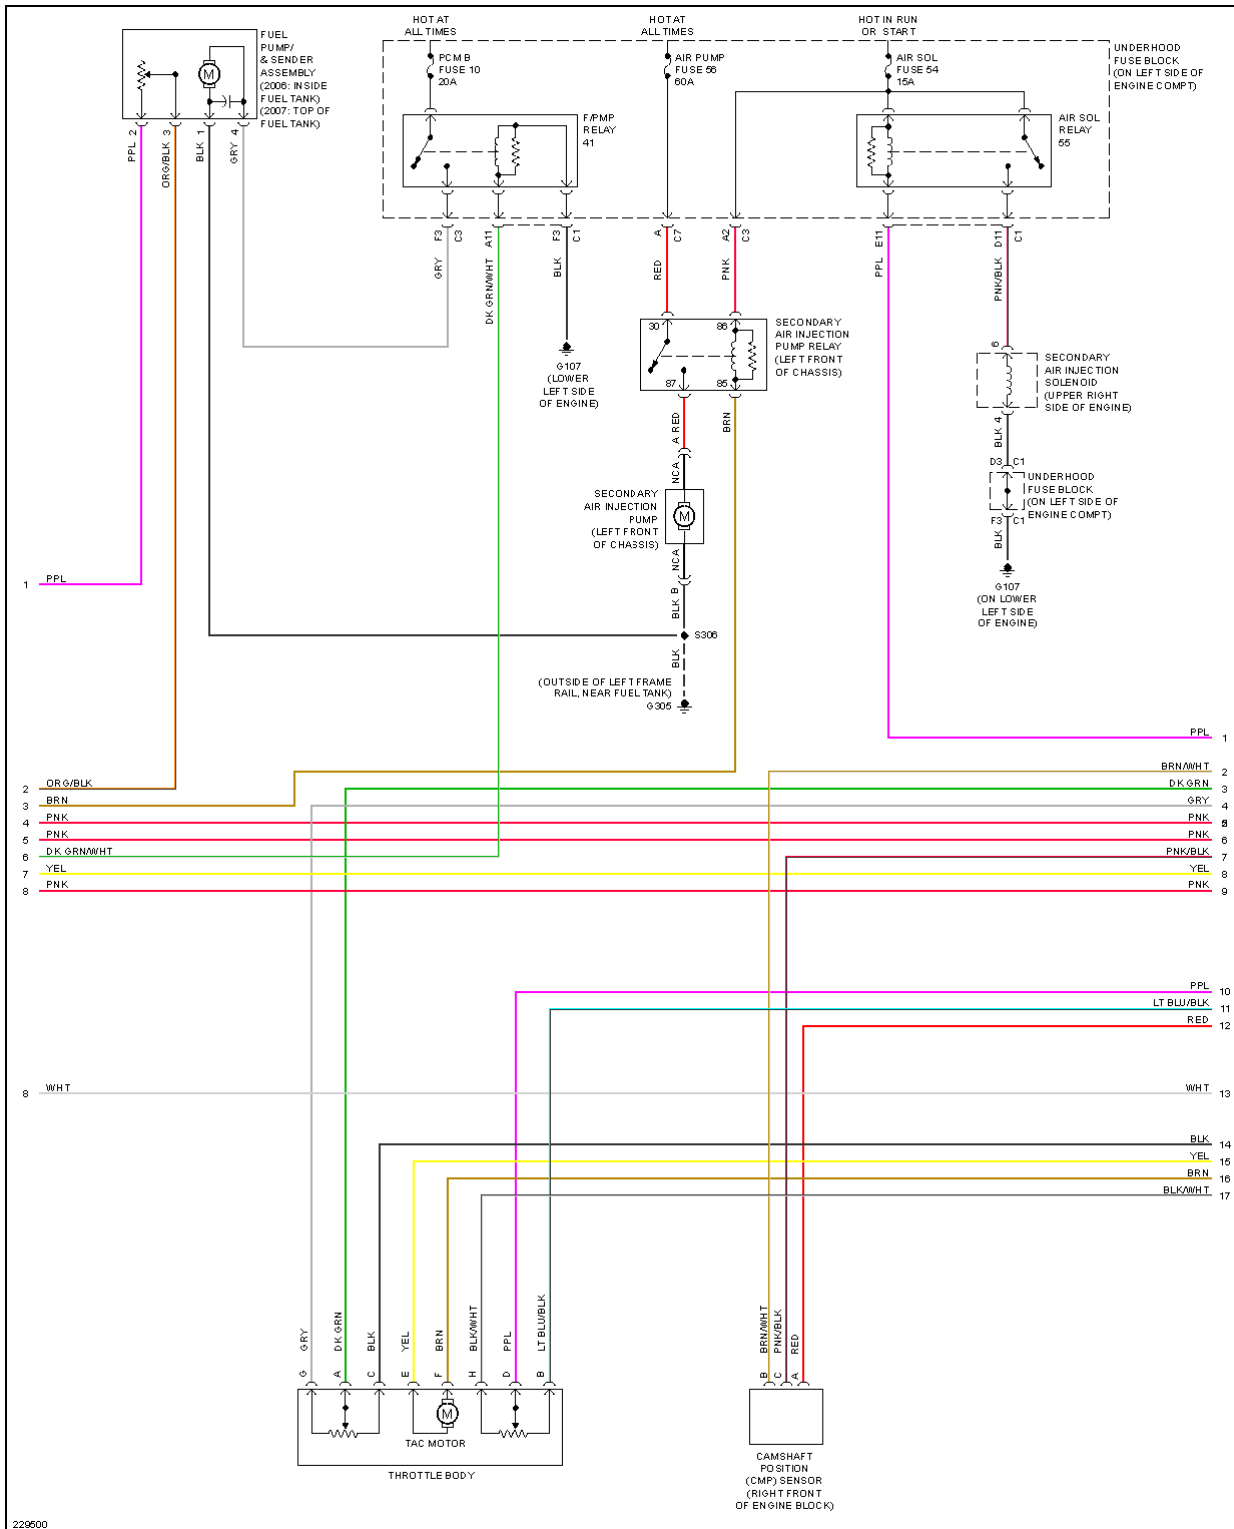 HOT AT
ALL TIMES
HOT AT
ALL TIMES
HOT IN RUN
OR START
FUEL
PUMP/
& SENDER
ASSEMBLY
(2006: INSIDE
FUEL TANK)
(2007: TOP OF
FUEL TANK)
M
PCM B
FUSE 10
20A
AIR PUMP
FUSE 56
60A
AIR SOL
FUSE 54
15A
UNDERHOOD
FUSE BLOCK
(ON LEFT SIDE OF
ENGINE COMPT)
F/PMP
RELAY
41
AIR SOL
RELAY
55
PPL 2
ORG/BLK 3
BLK 1
GRY 4
F3
C3
GRY
A11
DK GRN/WHT
F3
C1
BLK
A
C7
RED
A2
C3
PNK
E11
PPL
D11
C1
PNK/BLK
G107
(LOWER
LEFT SIDE
OF ENGINE)
30
86
87
85
SECONDARY
AIR INJECTION
PUMP RELAY
(LEFT FRONT
OF CHASSIS)
6
SECONDARY
AIR INJECTION
SOLENOID
(UPPER RIGHT
SIDE OF ENGINE)
BLK 4
A RED
BRN
NCA
D3
C1
UNDERHOOD
FUSE BLOCK
(ON LEFT SIDE OF
ENGINE COMPT)
F3
C1
BLK
SECONDARY
AIR INJECTION
PUMP
(LEFT FRONT
OF CHASSIS)
M
NCA
BLK B
G107
(ON LOWER
LEFT SIDE
OF ENGINE)
S306
BLK
(OUTSIDE OF LEFT FRAME
RAIL, NEAR FUEL TANK)
G305
1 PPL
2 ORG/BLK
3 BRN
4 PNK
5 PNK
6 DK GRN/WHT
7 YEL
8 PNK
8 WHT
PPL 1
BRN/WHT 2
DK GRN 3
GRY 4
PNK
PNK 6
PNK/BLK 7
YEL 8
PNK 9
PPL 10
LT BLU/BLK 11
RED 12
WHT 13
BLK 14
YEL 15
BRN 16
BLK/WHT 17
G GRY
A DK GRN
C BLK
E YEL
F BRN
H BLK/WHT
D PPL
B LT BLU/BLK
B BRN/WHT
C PNK/BLK
A RED
M
TAC MOTOR
THROTTLE BODY
CAMSHAFT
POSITION
(CMP) SENSOR
(RIGHT FRONT
OF ENGINE BLOCK)
229500